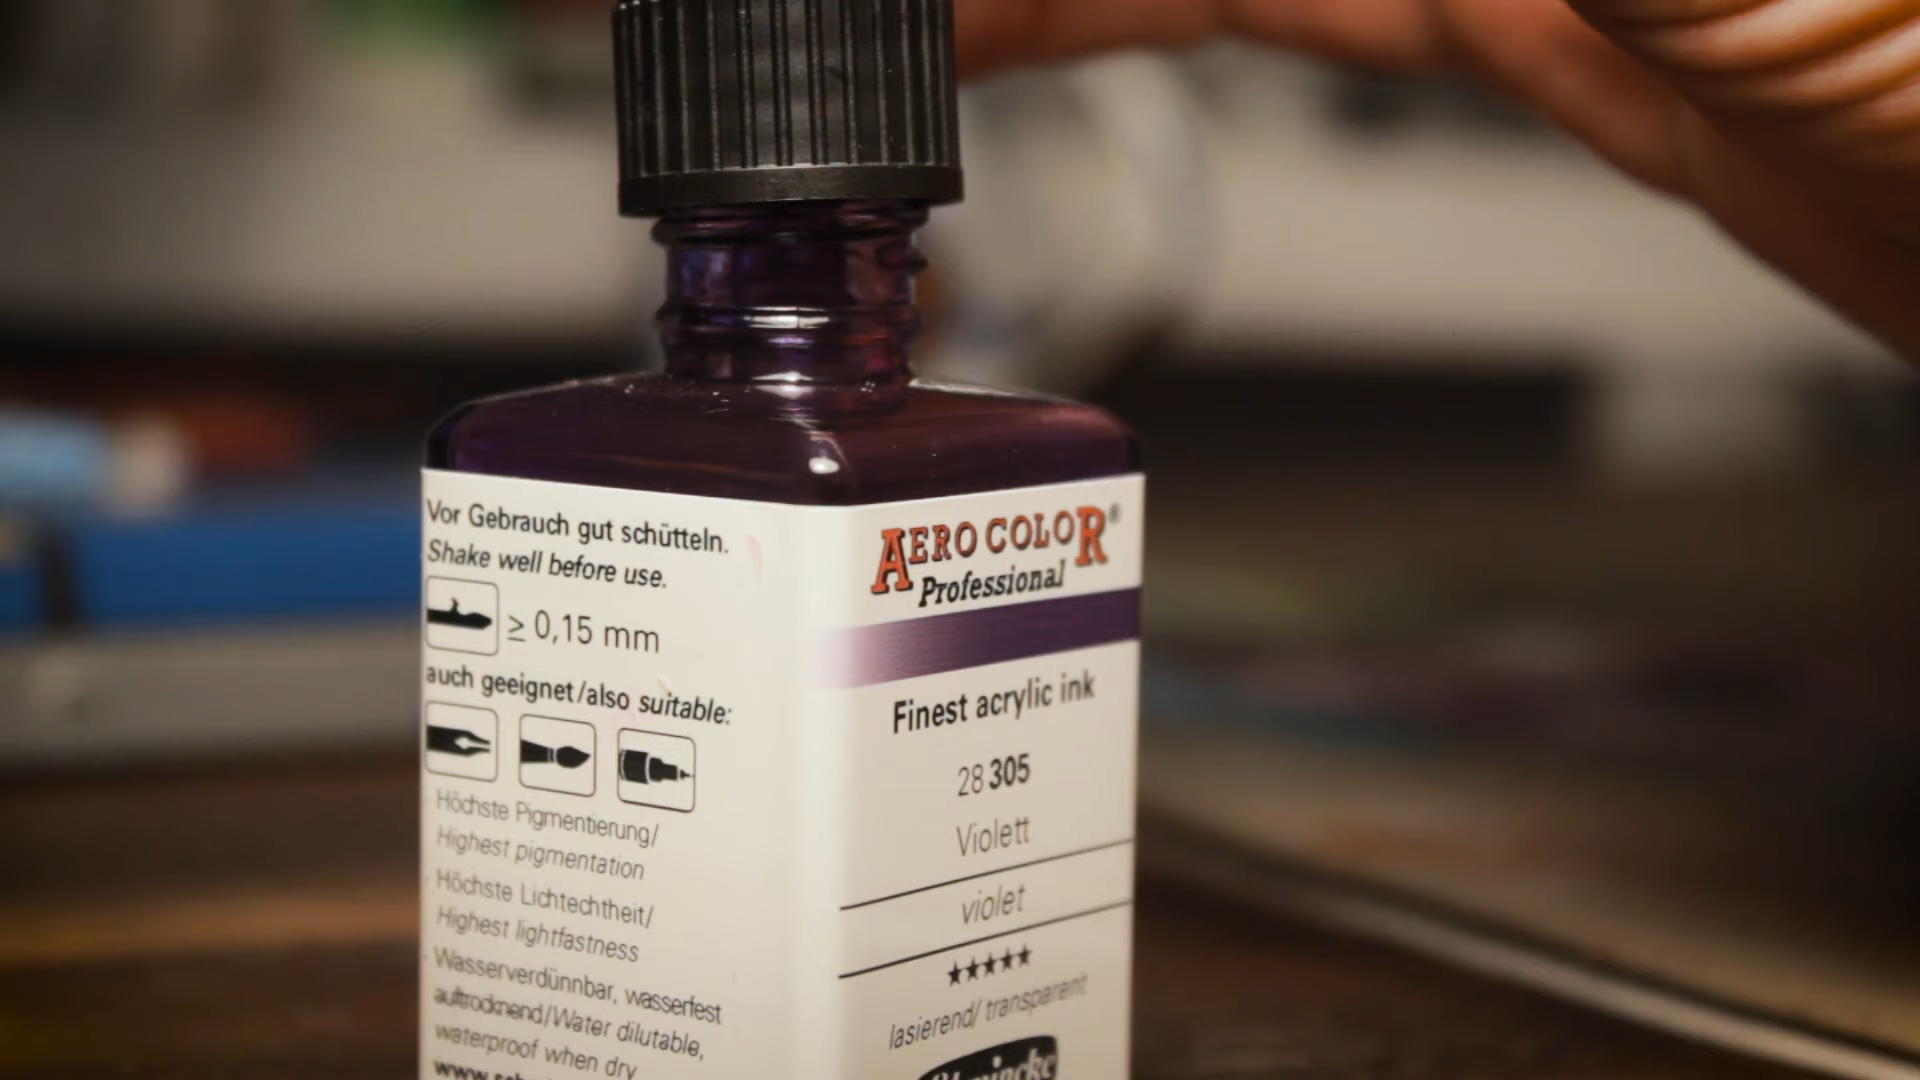 Vor Gebrauch gut schütteln.
Shake well before use.
≥ 0,15 mm
auch geeignet/also suitable:
Höchste Pigmentierung/
Highest pigmentation
Höchste Lichtechtheit/
Highest lightfastness
Wasserverdünnbar, wasserfest
auftrocknend/Water dilutable,
waterproof when dry
AERO COLOR®
Professional
Finest acrylic ink
28 305
Violett
violet
★★★★★
lasierend/ transparent